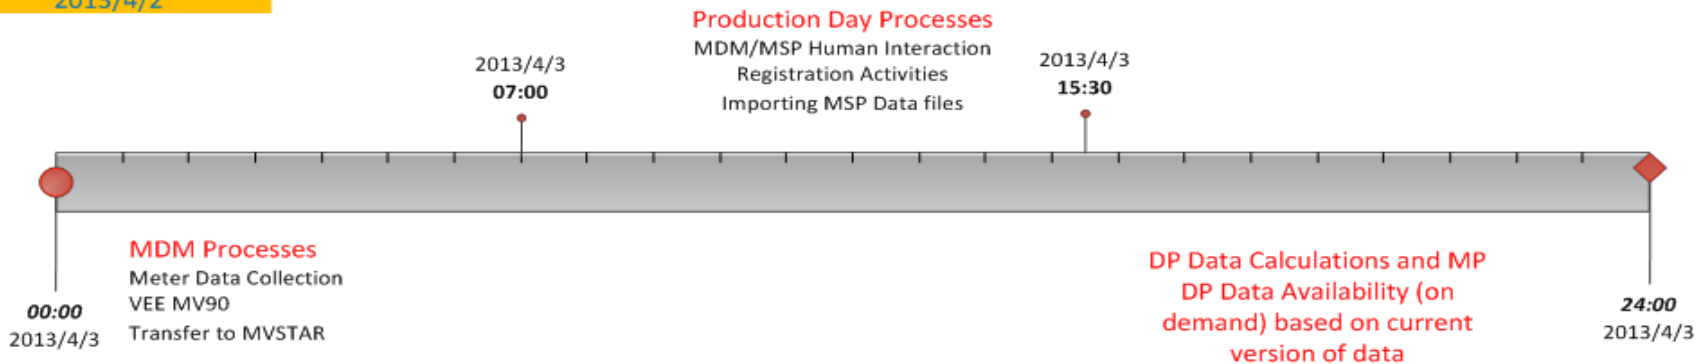 2013/4/2
Production Day Processes
MDM/MSP Human Interaction
Registration Activities
Importing MSP Data files
2013/4/3
07:00
2013/4/3
15:30
MDM Processes
Meter Data Collection
VEE MV90
Transfer to MVSTAR
00:00
2013/4/3
DP Data Calculations and MP
DP Data Availability (on
demand) based on current
version of data
24:00
2013/4/3